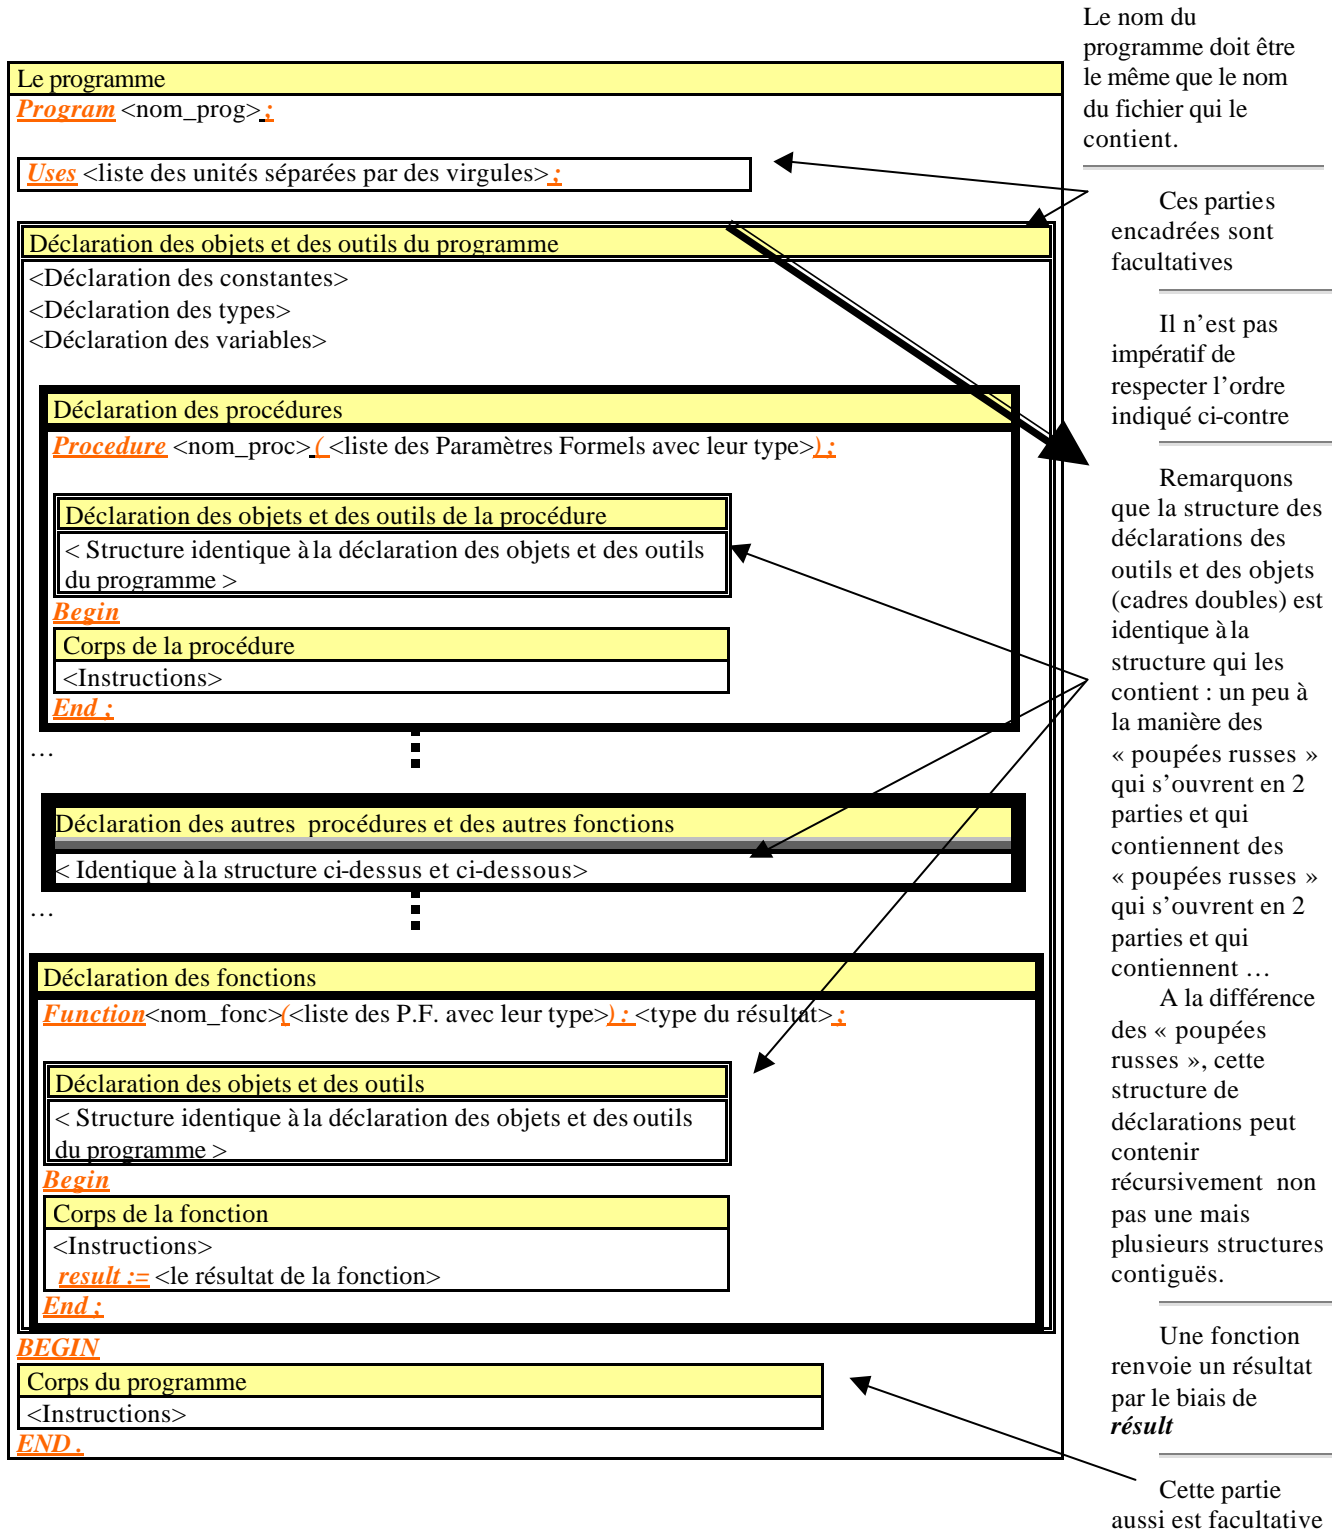 Le programme
Program <nom_prog> ;
Uses <liste des unités séparées par des virgules> ;
Déclaration des objets et des outils du programme
<Déclaration des constantes>
<Déclaration des types>
<Déclaration des variables>
Déclaration des procédures
Procedure <nom_proc> ( <liste des Paramètres Formels avec leur type>) ;
Déclaration des objets et des outils de la procédure
< Structure identique à la déclaration des objets et des outils
du programme >
Begin
Corps de la procédure
<Instructions>
End ;
…
Déclaration des autres procédures et des autres fonctions
< Identique à la structure ci-dessus et ci-dessous>
…
Déclaration des fonctions
Function<nom_fonc>(<liste des P.F. avec leur type>) : <type du résultat> ;
Déclaration des objets et des outils
< Structure identique à la déclaration des objets et des outils
du programme >
Begin
Corps de la fonction
<Instructions>
result := <le résultat de la fonction>
End ;
BEGIN
Corps du programme
<Instructions>
END .
Le nom du
programme doit être
le même que le nom
du fichier qui le
contient.
Ces parties
encadrées sont
facultatives
Il n’est pas
impératif de
respecter l’ordre
indiqué ci-contre
Remarquons
que la structure des
déclarations des
outils et des objets
(cadres doubles) est
identique à la
structure qui les
contient : un peu à
la manière des
« poupées russes »
qui s’ouvrent en 2
parties et qui
contiennent des
« poupées russes »
qui s’ouvrent en 2
parties et qui
contiennent …
A la différence
des « poupées
russes », cette
structure de
déclarations peut
contenir
récursivement non
pas une mais
plusieurs structures
contiguës.
Une fonction
renvoie un résultat
par le biais de
résult
Cette partie
aussi est facultative